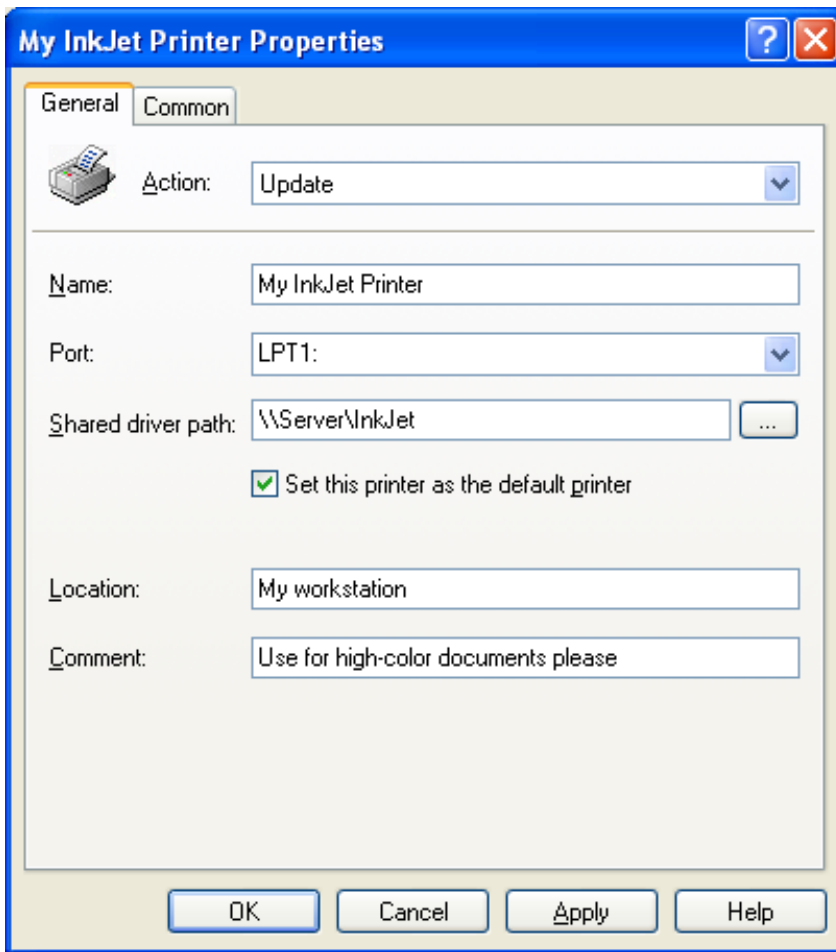 My InkJet Printer Properties
General Common
Action: Update
Name: My InkJet Printer
Port: LPT1:
Shared driver path: \\Server\InkJet ...
Set this printer as the default printer
Location: My workstation
Comment: Use for high-color documents please
OK Cancel Apply Help